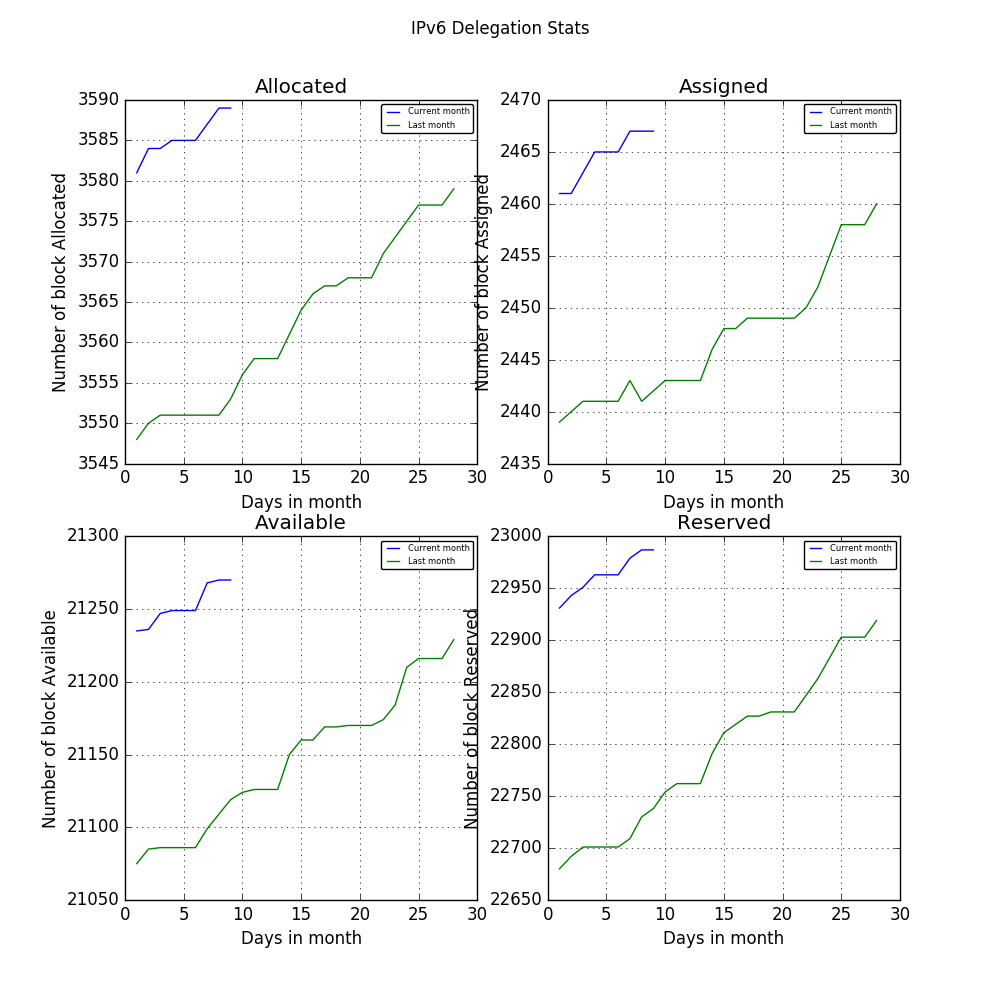 IPv6 Delegation Stats
Allocated
Number of block Allocated
3590
3585
3580
3575
3570
3565
3560
3555
3550
3545
Current month
Last month
0 5 10 15 20 25 30
Days in month
Assigned
Number of block Assigned
2470
2465
2460
2455
2450
2445
2440
2435
Current month
Last month
0 5 10 15 20 25 30
Days in month
Available
Number of block Available
21300
21250
21200
21150
21100
21050
Current month
Last month
0 5 10 15 20 25 30
Days in month
Reserved
Number of block Reserved
23000
22950
22900
22850
22800
22750
22700
22650
Current month
Last month
0 5 10 15 20 25 30
Days in month